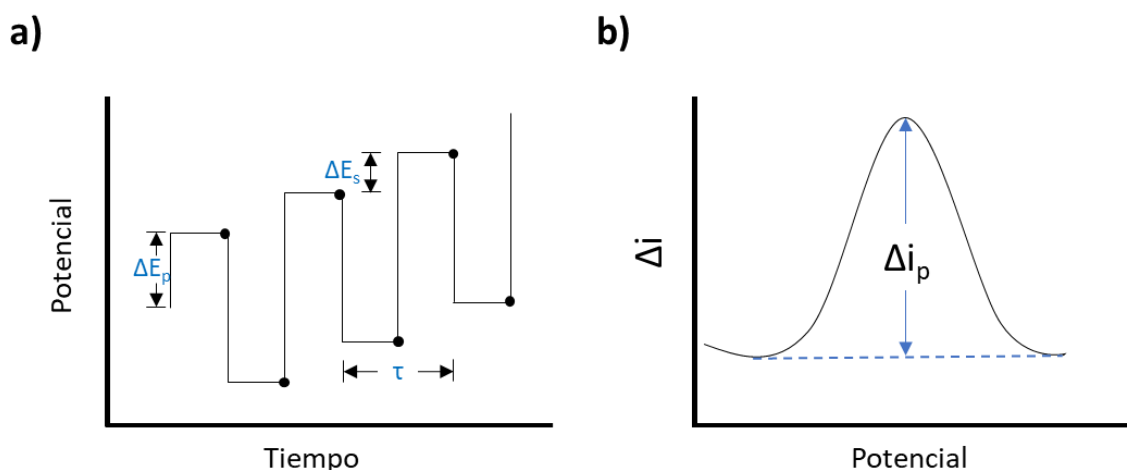 a)
Potencial
ΔEₚ
ΔEₛ
τ
Tiempo
b)
Δi
Δiₚ
Potencial